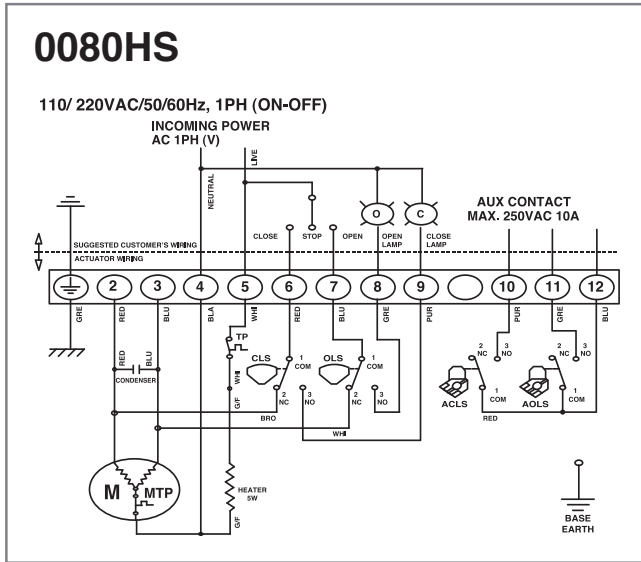 0080HS
110/ 220VAC/50/60Hz, 1PH (ON-OFF)
INCOMING POWER
AC 1PH (V)
NEUTRAL
LIVE
O
C
AUX CONTACT
MAX. 250VAC 10A
CLOSE
STOP
OPEN
OPEN
LAMP
CLOSE
LAMP
SUGGESTED CUSTOMER'S WIRING
ACTUATOR WIRING
2
3
4
5
6
7
8
9
10
11
12
GRE
RED
BLU
BLA
WHI
RED
BLU
GRE
PUR
PUR
GRE
BLU
TP
RED
BLU
CONDENSER
WHI
G/F
CLS
1
COM
2
NC
3
NO
OLS
1
COM
2
NC
3
NO
BRO
WHI
2
NC
3
NO
1
COM
ACLS
2
NC
3
NO
1
COM
AOLS
RED
M
MTP
HEATER
5W
G/F
BASE
EARTH